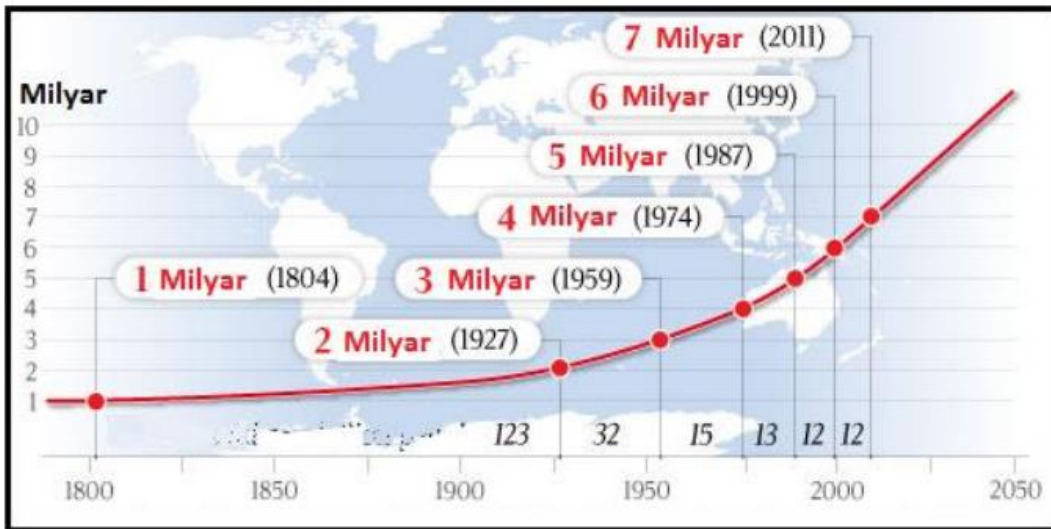 7 Milyar (2011)
Milyar
6 Milyar (1999)
10
9
5 Milyar (1987)
8
7
4 Milyar (1974)
6
5
1 Milyar (1804)
3 Milyar (1959)
4
3
2 Milyar (1927)
2
1
123 32 15 13 12 12
1800 1850 1900 1950 2000 2050